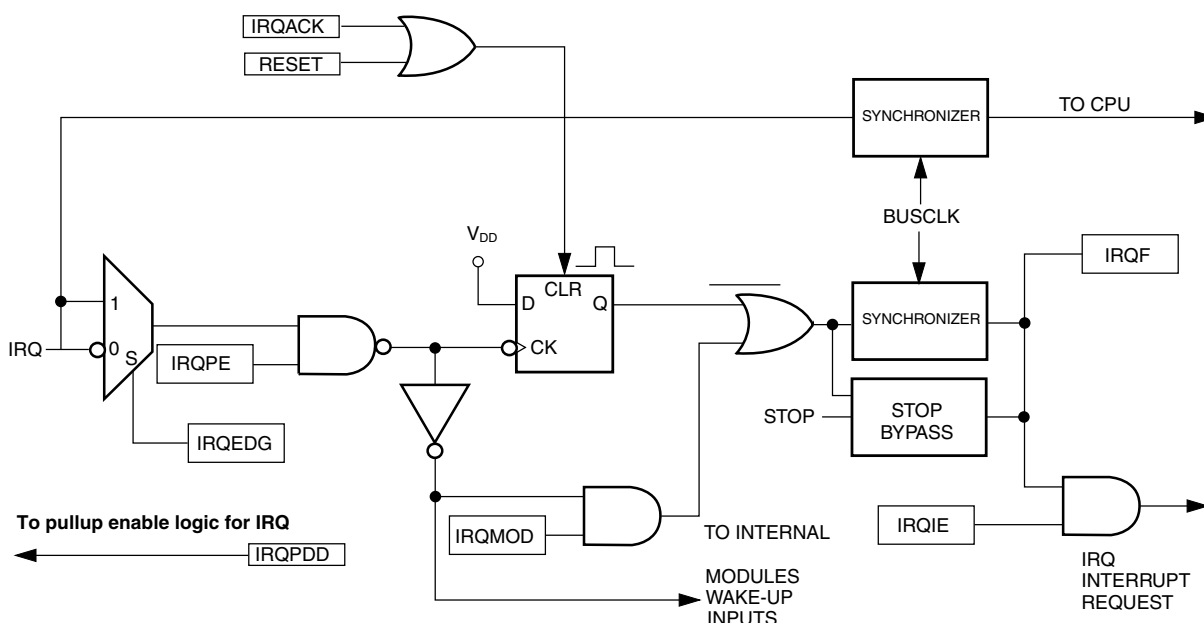 IRQACK
RESET
SYNCHRONIZER
TO CPU
BUSCLK
VDD
IRQF
CLR
D
Q
CK
1
0
S
IRQ
IRQPE
SYNCHRONIZER
STOP
STOP
BYPASS
IRQEDG
To pullup enable logic for IRQ
IRQPDD
IRQMOD
TO INTERNAL
MODULES
WAKE-UP
INPUTS
IRQIE
IRQ
INTERRUPT
REQUEST